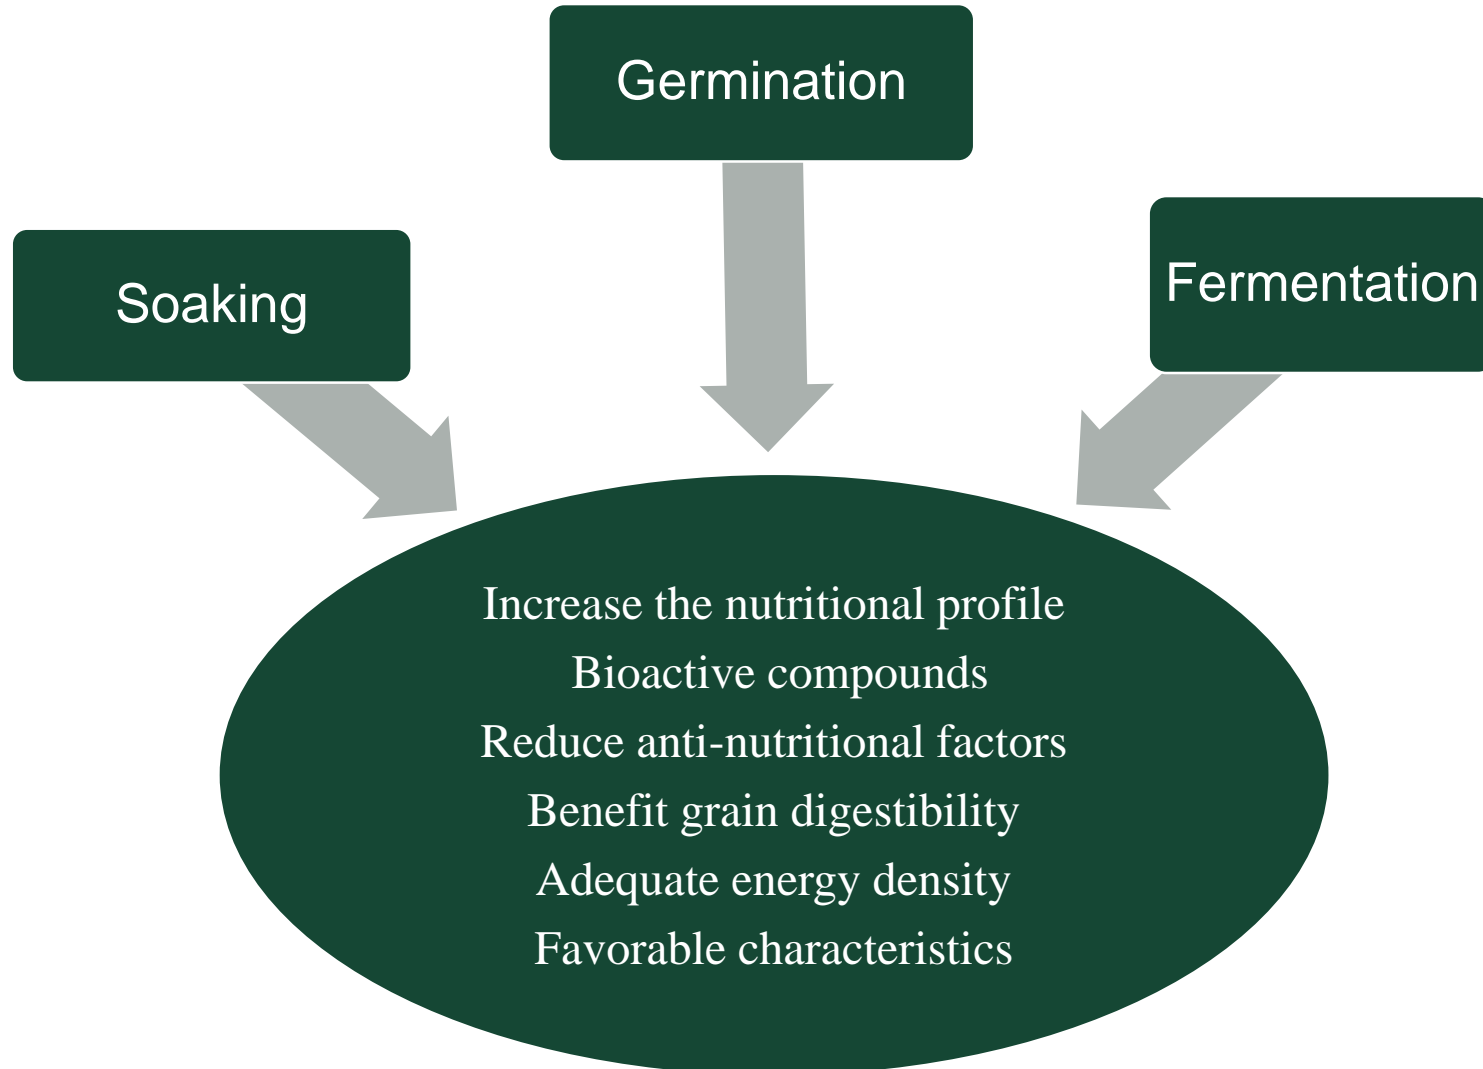 Germination
Soaking
Fermentation
Increase the nutritional profile
Bioactive compounds
Reduce anti-nutritional factors
Benefit grain digestibility
Adequate energy density
Favorable characteristics